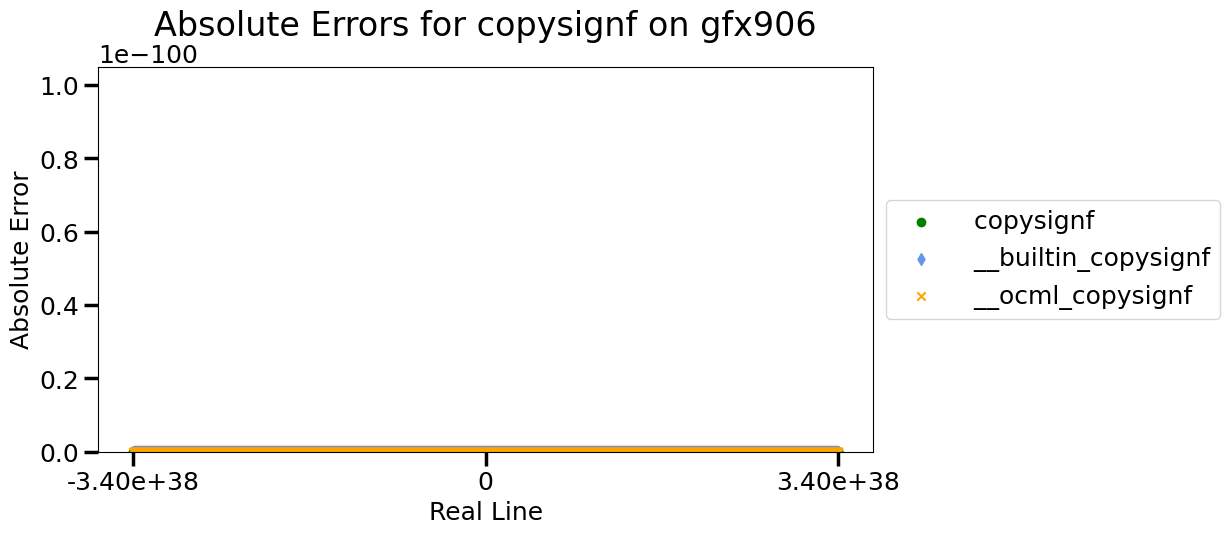 Absolute Errors for copysignf on gfx906
1e−100
1.0
0.8
0.6
0.4
0.2
0.0
Absolute Error
-3.40e+38
0
3.40e+38
Real Line
copysignf
__builtin_copysignf
__ocml_copysignf